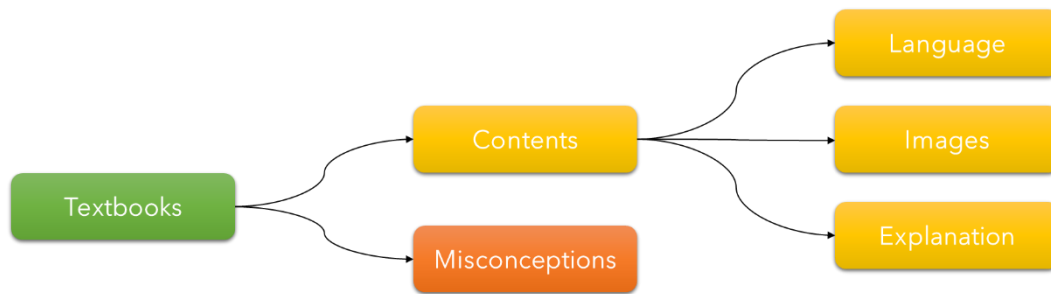 Textbooks
Contents
Misconceptions
Language
Images
Explanation